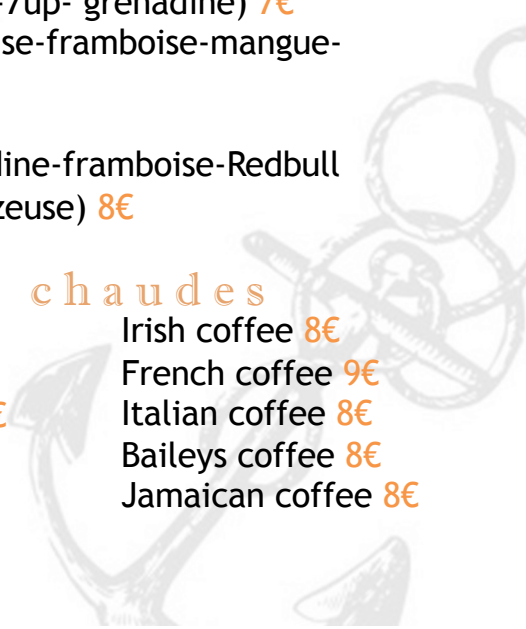 -7up- grenadine) 7€
se-framboise-mangue-
dine-framboise-Redbull
zeuse) 8€
chaudes
Irish coffee 8€
French coffee 9€
€
Italian coffee 8€
Baileys coffee 8€
Jamaican coffee 8€